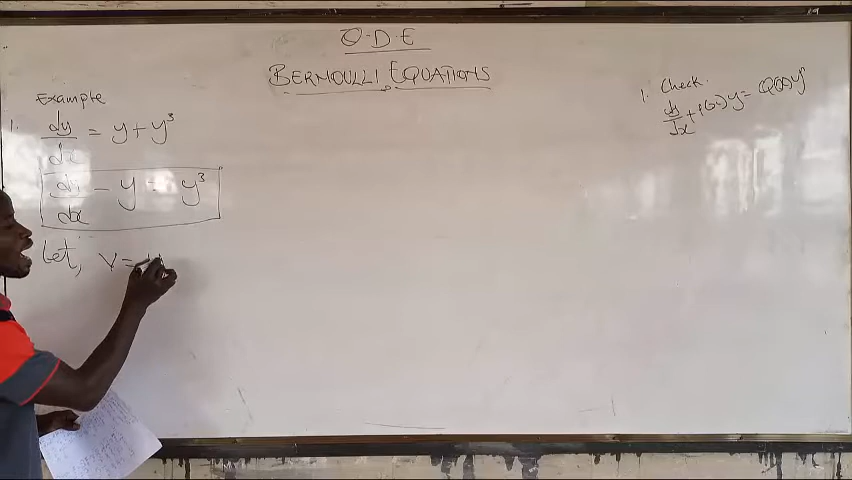 O.D.E
BERNOULLI EQUATIONS
Example
1. dy/dx = y + y³
dy/dx - y = y³
Let, V =
1. Check.
dy/dx + P(x)y = Q(x)yⁿ